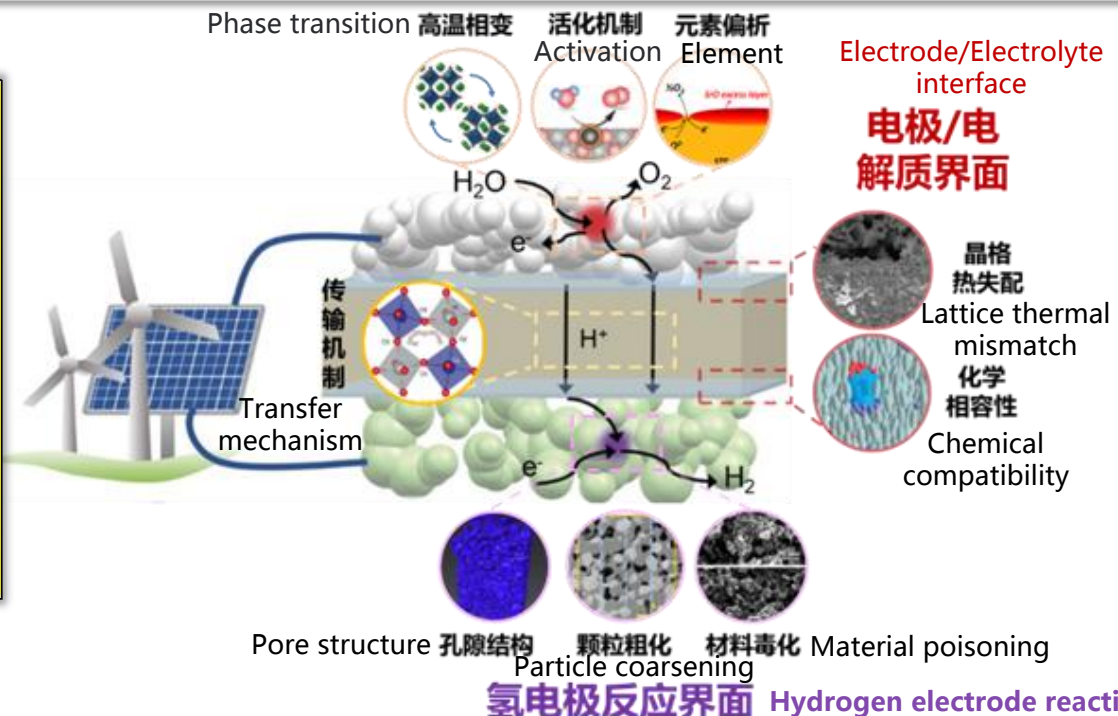 Phase transition 高温相变
活化机制
Activation
元素偏析
Element
Electrode/Electrolyte
interface
电极/电
解质界面
SrO excess layer
H₂O
O₂
e⁻
传输机制
Transfer
mechanism
H⁺
晶格
热失配
Lattice thermal
mismatch
化学
相容性
Chemical
compatibility
e⁻
H₂
Pore structure 孔隙结构
颗粒粗化
Particle coarsening
材料毒化 Material poisoning
氢电极反应界面 Hydrogen electrode reacti